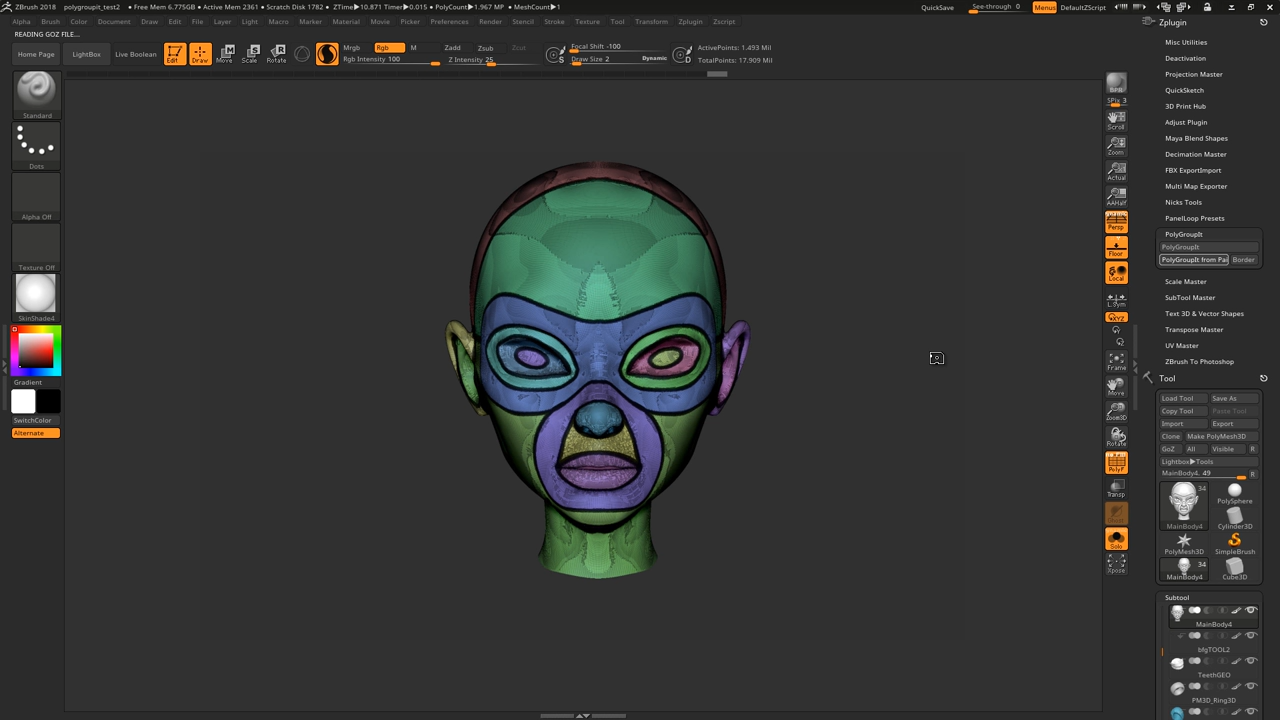 ZBrush 2018 polygroupit_test2 • Free Mem 6.775GB • Active Mem 2361 • Scratch Disk 1782 • ZTime▶10.871 Timer▶0.015 • PolyCount▶1.967 MP • MeshCount▶1 QuickSave See-through 0 Menus DefaultZScript
Alpha Brush Color Document Draw Edit File Layer Light Macro Marker Material Movie Picker Preferences Render Stencil Stroke Texture Tool Transform Zplugin Zscript
READING GOZ FILE...
Home Page LightBox Live Boolean Edit Draw Move Scale Rotate
Mrgb Rgb M Zadd Zsub Zcut
Rgb Intensity 100 Z Intensity 25
S Focal Shift -100
Draw Size 2 Dynamic
D ActivePoints: 1.493 Mil
TotalPoints: 17.909 Mil
Standard
Dots
Alpha Off
Texture Off
SkinShade4
Gradient
SwitchColor
Alternate
BPR
SPix 3
Scroll
Zoom
Actual
AAHalf
Persp
Floor
Local
L.Sym
XYZ
Frame
Move
Zoom3D
Rotate
PolyF
Transp
Solo
Xpose
Zplugin
Misc Utilities
Deactivation
Projection Master
QuickSketch
3D Print Hub
Adjust Plugin
Maya Blend Shapes
Decimation Master
FBX ExportImport
Multi Map Exporter
Nicks Tools
PanelLoop Presets
PolyGroupIt
PolyGroupIt
PolyGroupIt from Pai Border
Scale Master
SubTool Master
Text 3D & Vector Shapes
Transpose Master
UV Master
ZBrush To Photoshop
Tool
Load Tool Save As
Copy Tool Paste Tool
Import Export
Clone Make PolyMesh3D
GoZ All Visible R
Lightbox▶Tools
MainBody4. 49 R
34
MainBody4
PolySphere
Cylinder3D
PolyMesh3D
SimpleBrush
34
MainBody4
Cube3D
Subtool
MainBody4
bfgTOOL2
TeethGEO
PM3D_Ring3D